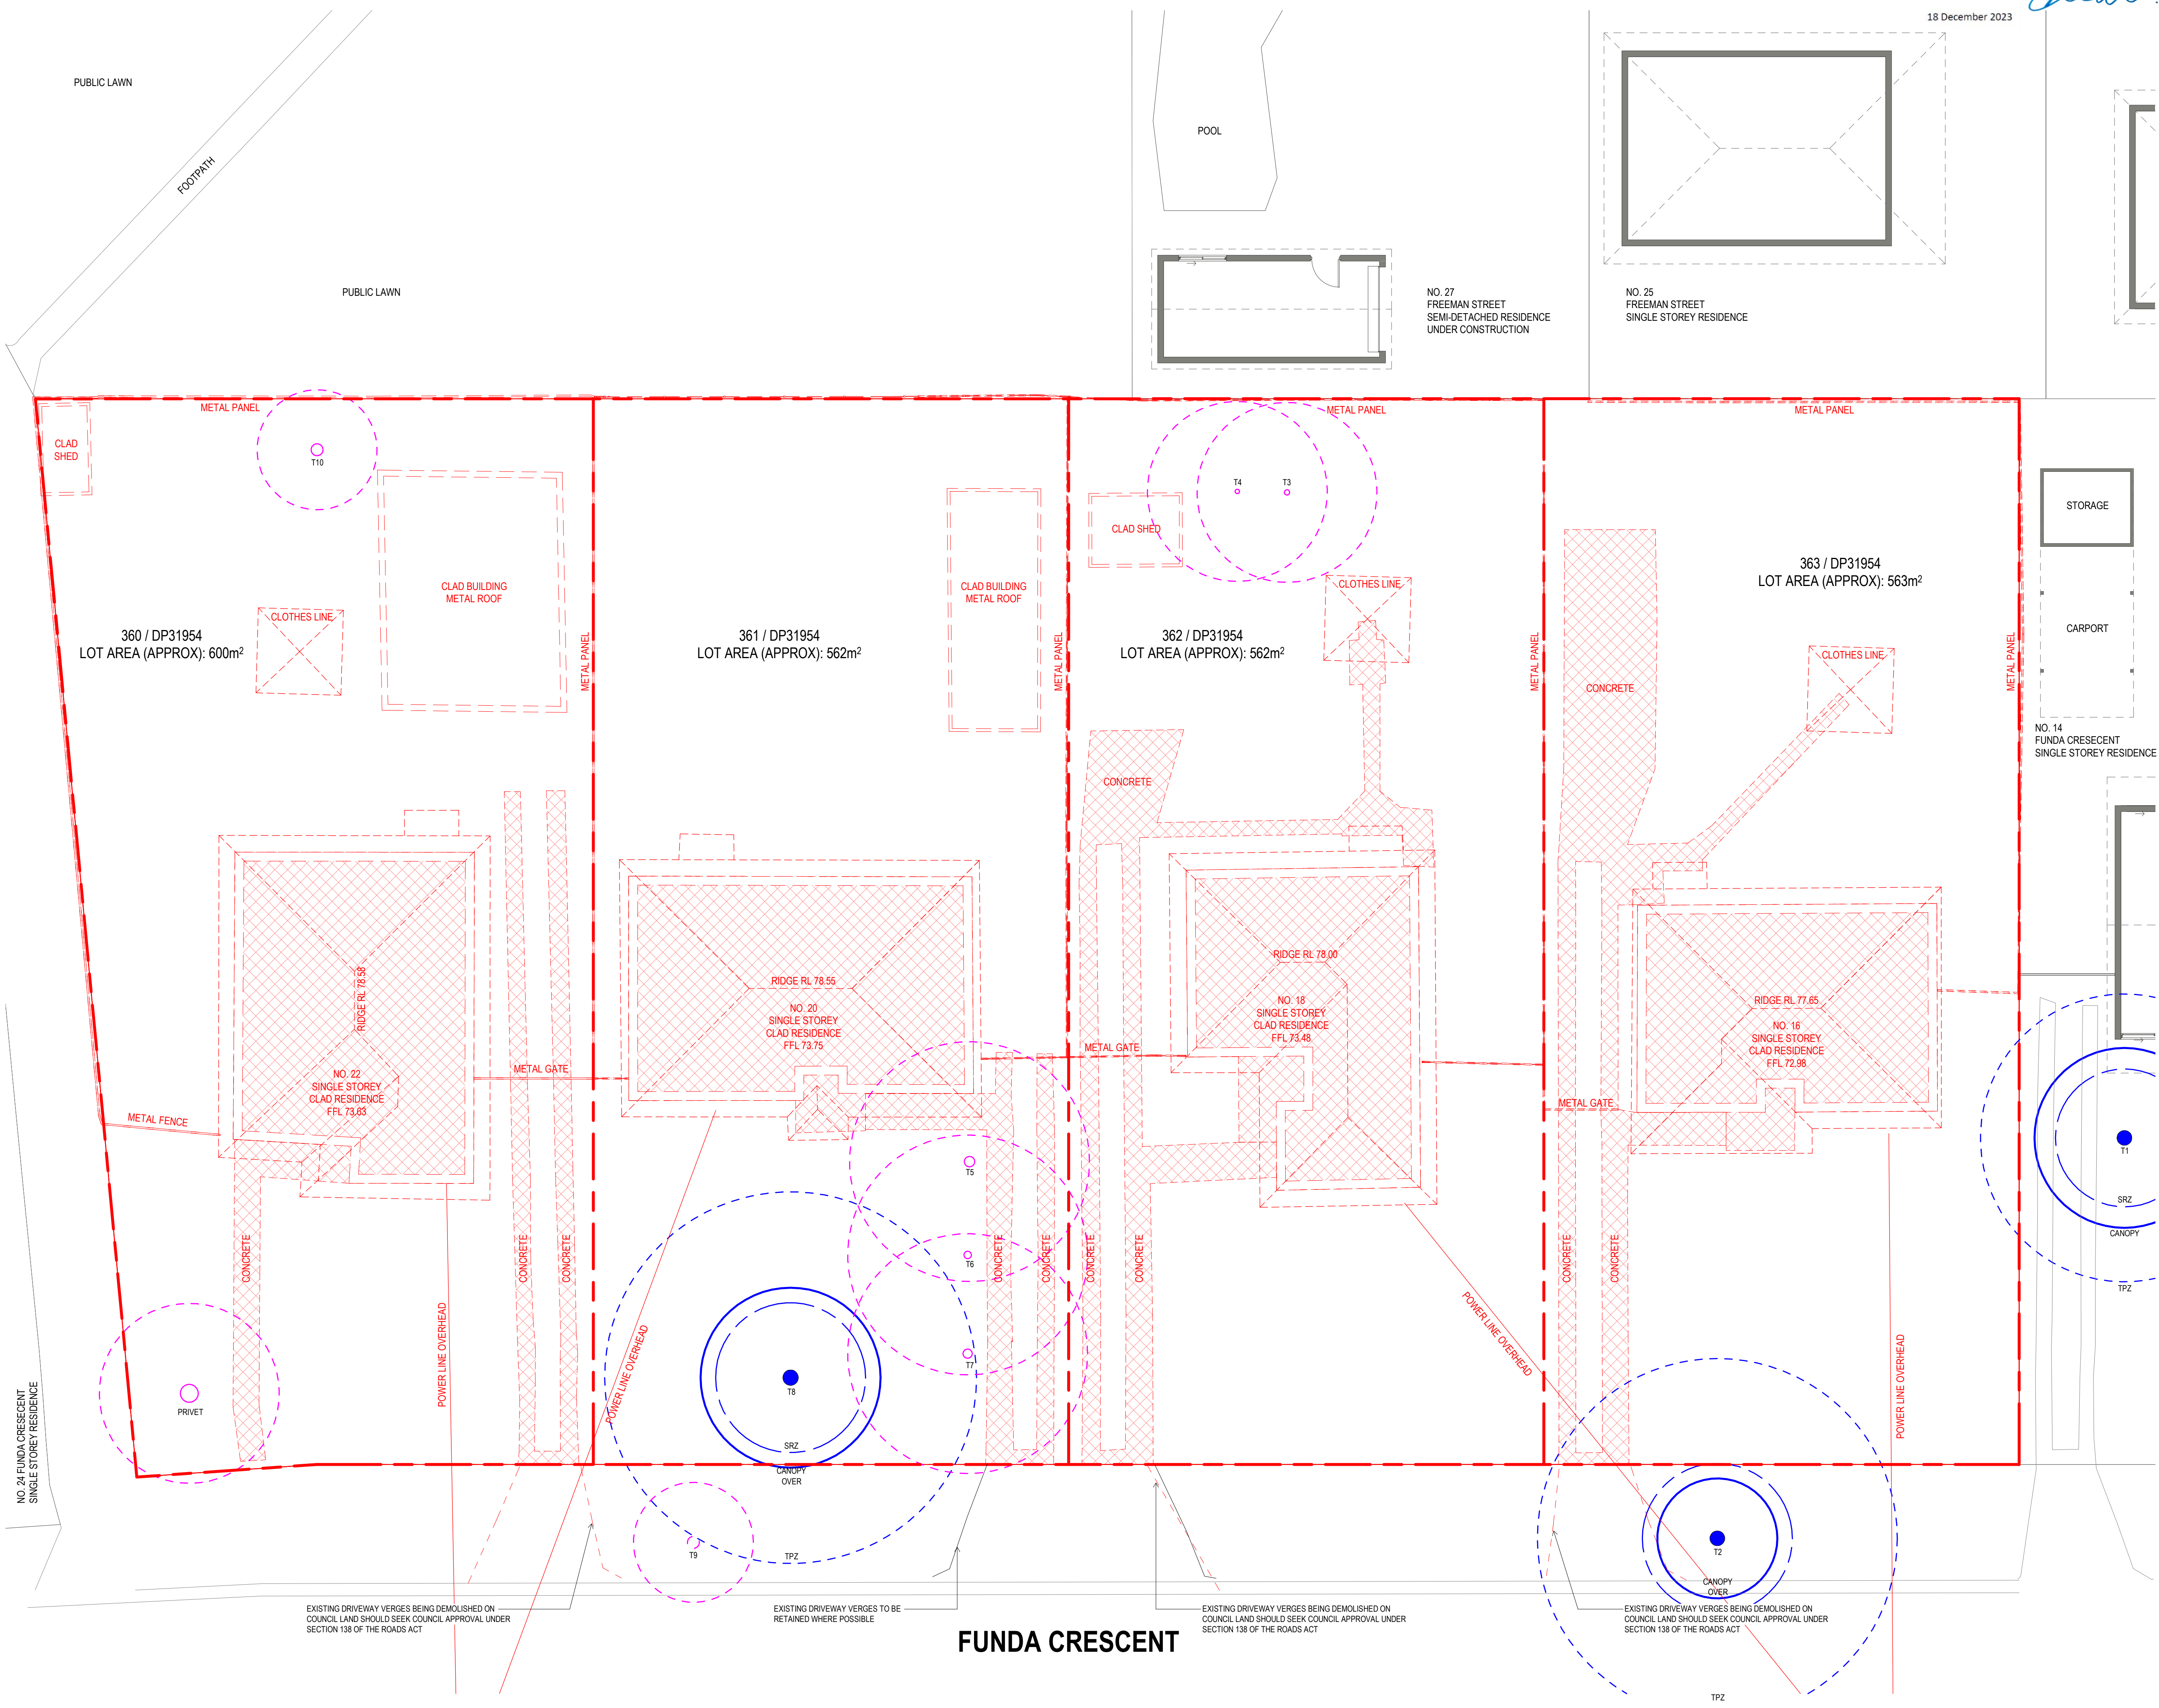 18 December 2023
PUBLIC LAWN
FOOTPATH
POOL
PUBLIC LAWN
NO. 27
FREEMAN STREET
SEMI-DETACHED RESIDENCE
UNDER CONSTRUCTION
NO. 25
FREEMAN STREET
SINGLE STOREY RESIDENCE
METAL PANEL
METAL PANEL
METAL PANEL
CLAD
SHED
T10
T4
T3
CLAD SHED
STORAGE
CLAD BUILDING
METAL ROOF
CLAD BUILDING
METAL ROOF
CLOTHES LINE
363 / DP31954
LOT AREA (APPROX): 563m²
CLOTHES LINE
360 / DP31954
LOT AREA (APPROX): 600m²
METAL PANEL
361 / DP31954
LOT AREA (APPROX): 562m²
METAL PANEL
362 / DP31954
LOT AREA (APPROX): 562m²
METAL PANEL
CONCRETE
CLOTHES LINE
METAL PANEL
CARPORT
NO. 14
FUNDA CRESECENT
SINGLE STOREY RESIDENCE
CONCRETE
RIDGE RL 78.58
NO. 22
SINGLE STOREY
CLAD RESIDENCE
FFL 73.63
RIDGE RL 78.55
NO. 20
SINGLE STOREY
CLAD RESIDENCE
FFL 73.75
RIDGE RL 78.00
NO. 18
SINGLE STOREY
CLAD RESIDENCE
FFL 73.48
RIDGE RL 77.65
NO. 16
SINGLE STOREY
CLAD RESIDENCE
FFL 72.98
METAL FENCE
METAL GATE
METAL GATE
METAL GATE
T1
SRZ
CANOPY
TPZ
T5
T6
T7
CONCRETE
CONCRETE
CONCRETE
CONCRETE
CONCRETE
CONCRETE
CONCRETE
CONCRETE
CONCRETE
POWER LINE OVERHEAD
POWER LINE OVERHEAD
POWER LINE OVERHEAD
POWER LINE OVERHEAD
PRIVET
T8
SRZ
CANOPY
OVER
TPZ
T9
NO. 24 FUNDA CRESECENT
SINGLE STOREY RESIDENCE
T2
CANOPY
OVER
TPZ
EXISTING DRIVEWAY VERGES BEING DEMOLISHED ON
COUNCIL LAND SHOULD SEEK COUNCIL APPROVAL UNDER
SECTION 138 OF THE ROADS ACT
EXISTING DRIVEWAY VERGES TO BE
RETAINED WHERE POSSIBLE
EXISTING DRIVEWAY VERGES BEING DEMOLISHED ON
COUNCIL LAND SHOULD SEEK COUNCIL APPROVAL UNDER
SECTION 138 OF THE ROADS ACT
EXISTING DRIVEWAY VERGES BEING DEMOLISHED ON
COUNCIL LAND SHOULD SEEK COUNCIL APPROVAL UNDER
SECTION 138 OF THE ROADS ACT
FUNDA CRESCENT